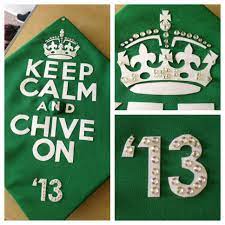 KEEP
CALM
AND
CHIVE
ON
'13
'13